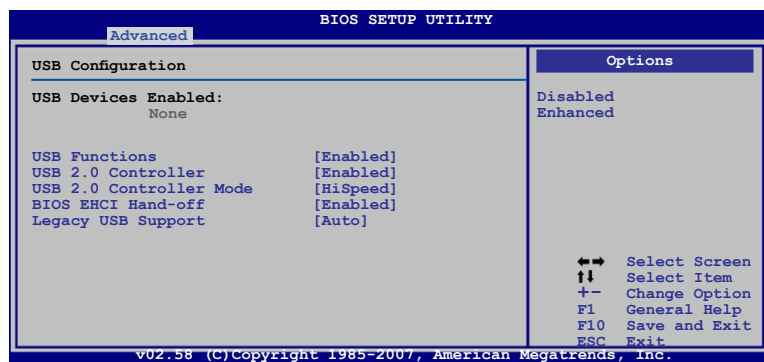 BIOS SETUP UTILITY
Advanced
USB Configuration
USB Devices Enabled:
None
USB Functions [Enabled]
USB 2.0 Controller [Enabled]
USB 2.0 Controller Mode [HiSpeed]
BIOS EHCI Hand-off [Enabled]
Legacy USB Support [Auto]
Options
Disabled
Enhanced
←→ Select Screen
↑↓ Select Item
+- Change Option
F1 General Help
F10 Save and Exit
ESC Exit
v02.58 (C)Copyright 1985-2007, American Megatrends, Inc.